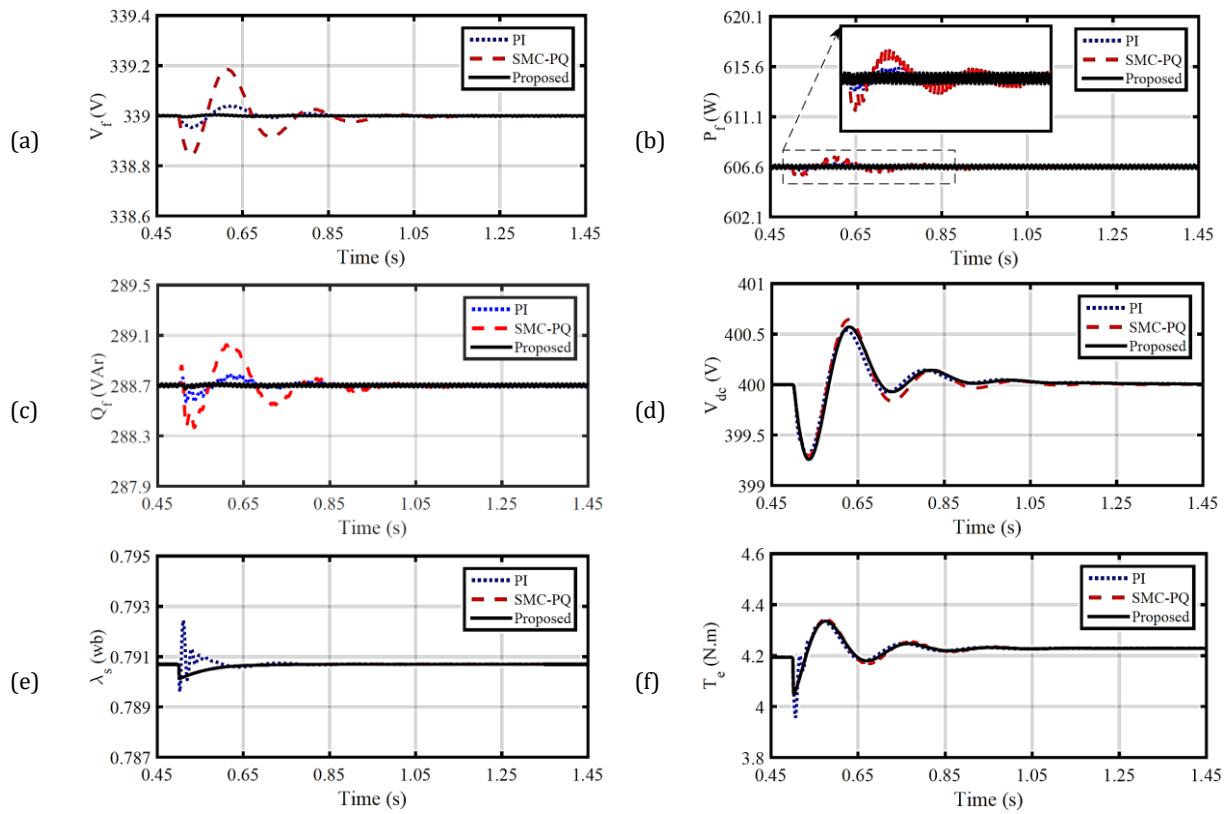 (a)
V_f (V)
339.4
339.2
339
338.8
338.6
0.45 0.65 0.85 1.05 1.25 1.45
Time (s)
PI
SMC-PQ
Proposed
(b)
P_f (W)
620.1
615.6
611.1
606.6
602.1
0.45 0.65 0.85 1.05 1.25 1.45
Time (s)
PI
SMC-PQ
Proposed
(c)
Q_f (VAr)
289.5
289.1
288.7
288.3
287.9
0.45 0.65 0.85 1.05 1.25 1.45
Time (s)
PI
SMC-PQ
Proposed
(d)
V_dc (V)
401
400.5
400
399.5
399
0.45 0.65 0.85 1.05 1.25 1.45
Time (s)
PI
SMC-PQ
Proposed
(e)
λ_s (wb)
0.795
0.793
0.791
0.789
0.787
0.45 0.65 0.85 1.05 1.25 1.45
Time (s)
PI
SMC-PQ
Proposed
(f)
T_e (N.m)
4.6
4.4
4.2
4
3.8
0.45 0.65 0.85 1.05 1.25 1.45
Time (s)
PI
SMC-PQ
Proposed